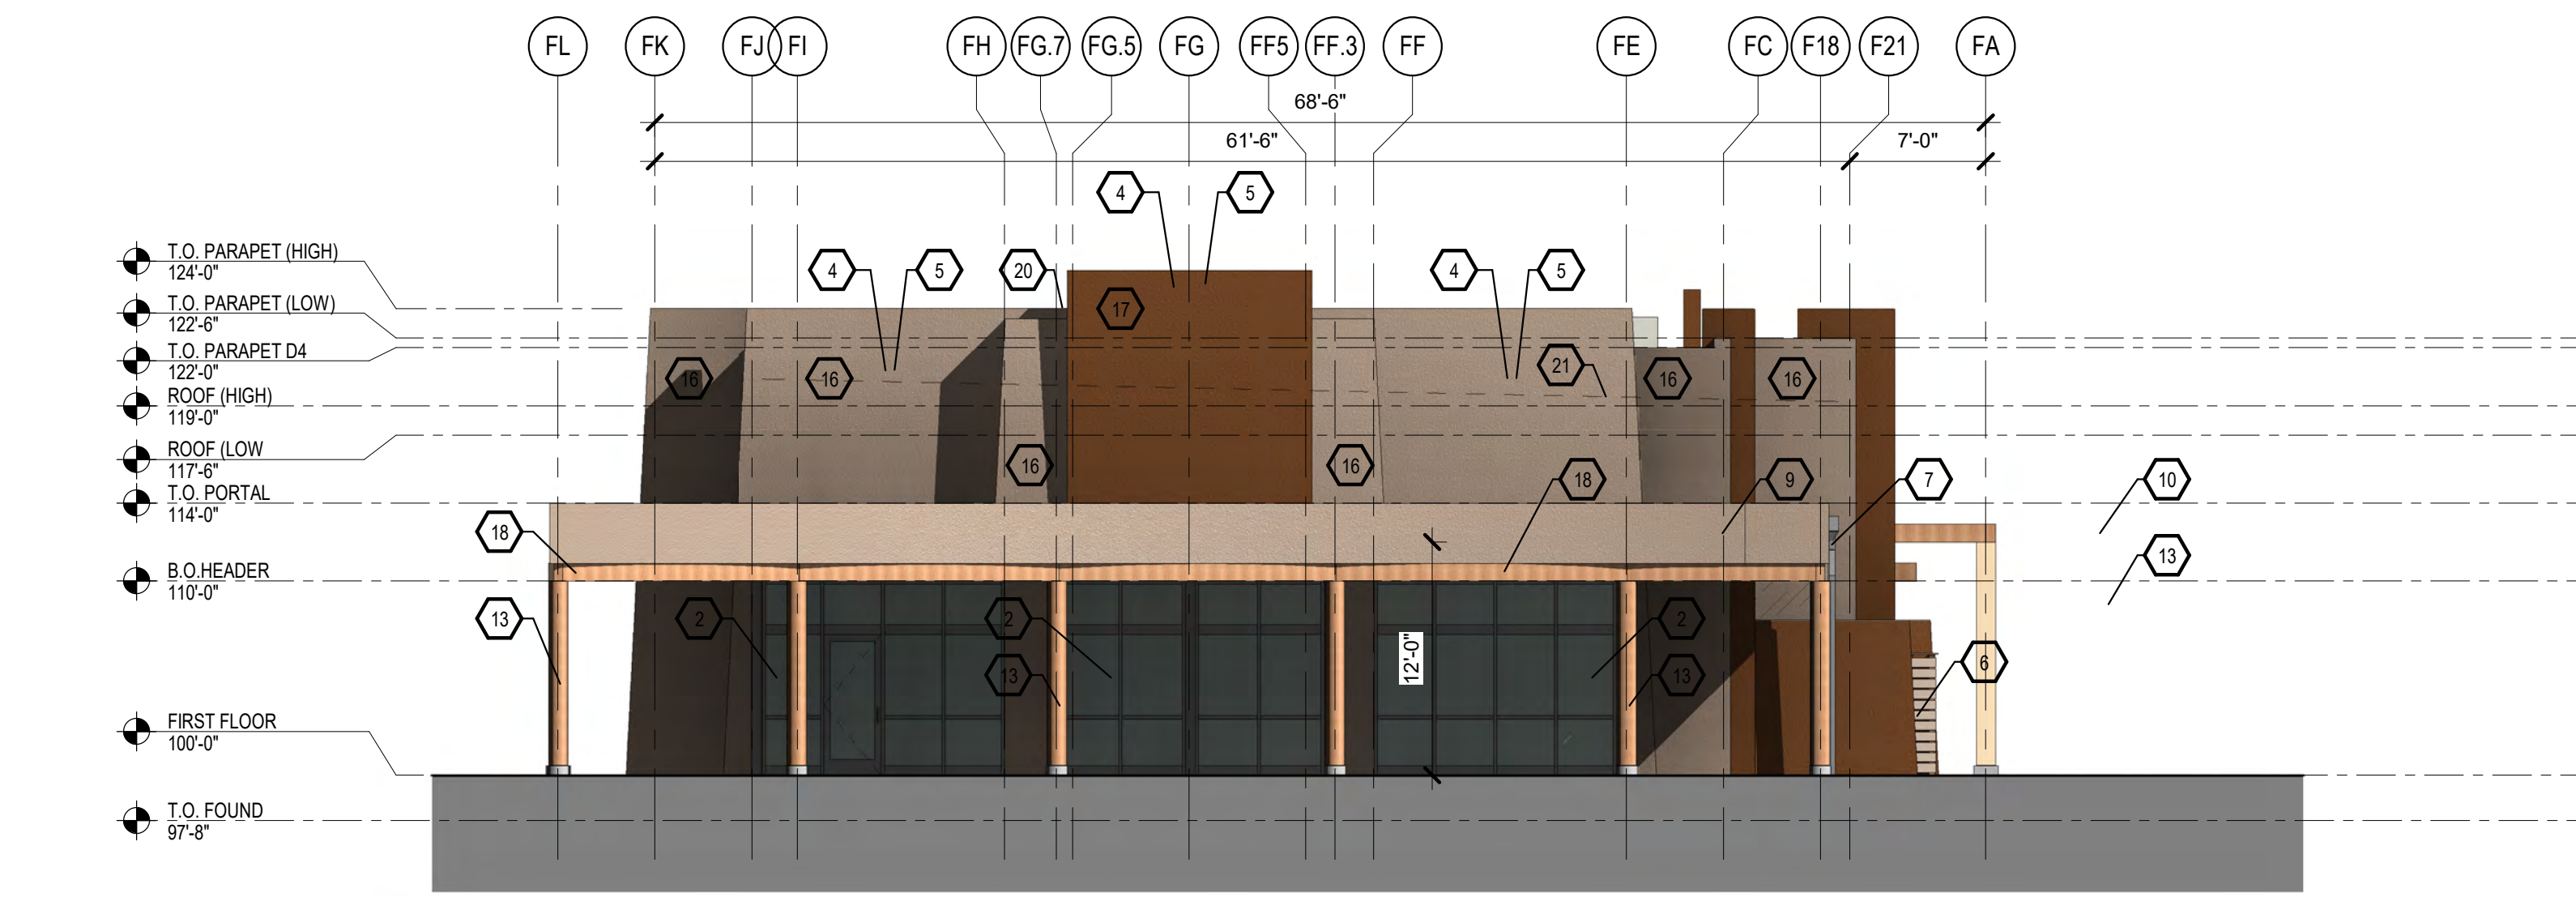 FL FK FJ FI FH FG.7 FG.5 FG FF5 FF.3 FF FE FC F18 F21 FA
68'-6"
61'-6" 7'-0"
4 5
T.O. PARAPET (HIGH)
124'-0"
4 5 20 4 5
T.O. PARAPET (LOW)
122'-6"
17
T.O. PARAPET D4
122'-0"
21
16 16 16 16
ROOF (HIGH)
119'-0"
ROOF (LOW
117'-6"
16 16 18 9 7 10
T.O. PORTAL
114'-0"
18
13
B.O.HEADER
110'-0"
13 2 2 2
12'-0"
13 13 6
FIRST FLOOR
100'-0"
T.O. FOUND
97'-8"